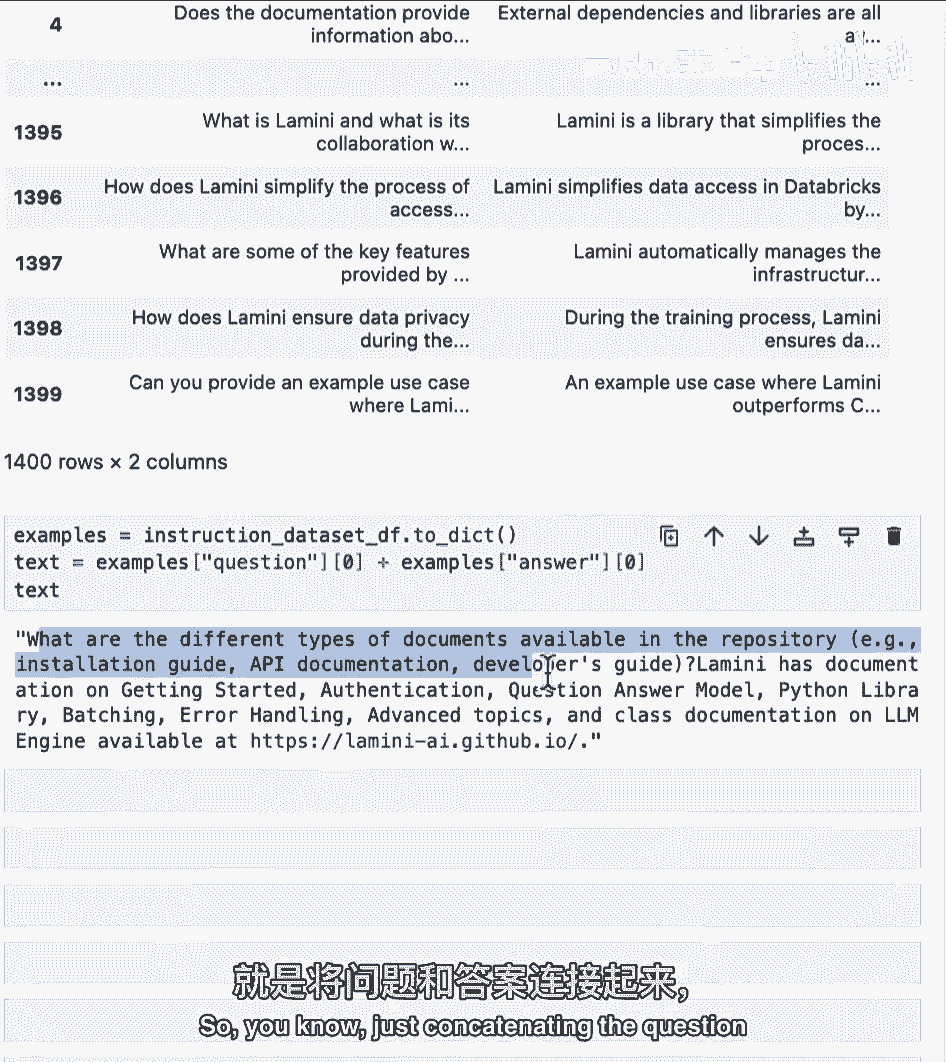 4 Does the documentation provide External dependencies and libraries are all
information abo... a v...
... ... ...
1395 What is Lamini and what is its Lamini is a library that simplifies the
collaboration w... proces...
1396 How does Lamini simplify the process of Lamini simplifies data access in Databricks
access... by...
1397 What are some of the key features Lamini automatically manages the
provided by ... infrastructur...
1398 How does Lamini ensure data privacy During the training process, Lamini
during the... ensures da...
1399 Can you provide an example use case An example use case where Lamini
where Lami... outperforms C...
1400 rows × 2 columns
examples = instruction_dataset_df.to_dict()
text = examples["question"][0] + examples["answer"][0]
text
"What are the different types of documents available in the repository (e.g.,
installation guide, API documentation, developer's guide)?Lamini has document
ation on Getting Started, Authentication, Question Answer Model, Python Libra
ry, Batching, Error Handling, Advanced topics, and class documentation on LLM
Engine available at https://lamini-ai.github.io/."
就是将问题和答案连接起来,
So, you know, just concatenating the question